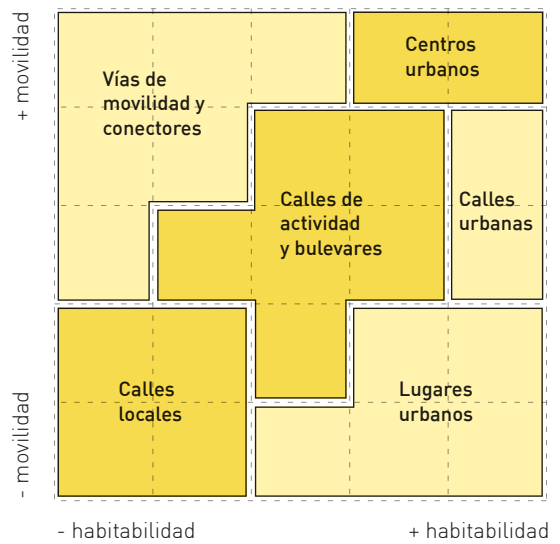 + movilidad
Centros
urbanos
Vías de
movilidad y
conectores
Calles de
actividad
y bulevares
Calles
urbanas
Calles
locales
Lugares
urbanos
- movilidad
- habitabilidad
+ habitabilidad